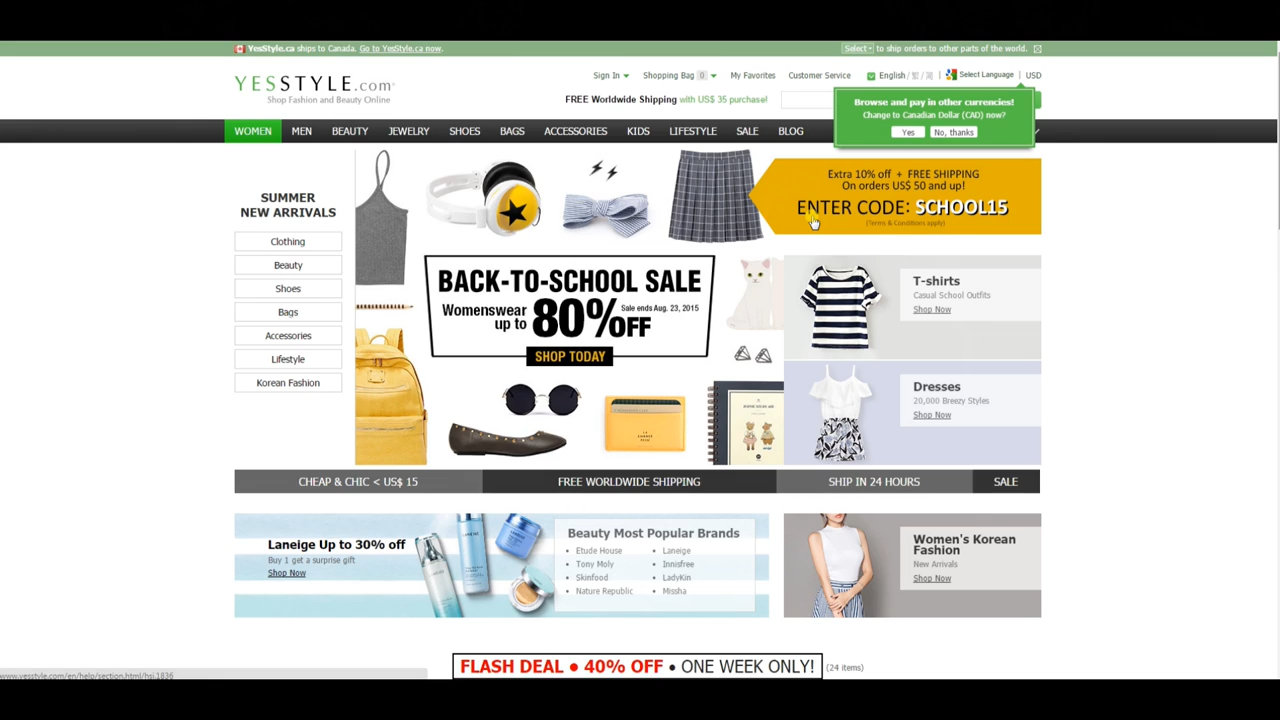 YesStyle.ca ships to Canada. Go to YesStyle.ca now.
Select to ship orders to other parts of the world.
YESSTYLE.com
Shop Fashion and Beauty Online
Sign In
Shopping Bag 0
My Favorites
Customer Service
English / 繁 / 简
Select Language
USD
FREE Worldwide Shipping with US$ 35 purchase!
Browse and pay in other currencies!
Change to Canadian Dollar (CAD) now?
Yes
No, thanks
WOMEN MEN BEAUTY JEWELRY SHOES BAGS ACCESSORIES KIDS LIFESTYLE SALE BLOG
SUMMER
NEW ARRIVALS
Clothing
Beauty
Shoes
Bags
Accessories
Lifestyle
Korean Fashion
BACK-TO-SCHOOL SALE
Womenswear
up to 80% OFF
Sale ends Aug. 23, 2015
SHOP TODAY
Extra 10% off + FREE SHIPPING
On orders US$ 50 and up!
ENTER CODE: SCHOOL15
(Terms & Conditions apply)
T-shirts
Casual School Outfits
Shop Now
Dresses
20,000 Breezy Styles
Shop Now
CHEAP & CHIC < US$ 15
FREE WORLDWIDE SHIPPING
SHIP IN 24 HOURS
SALE
Laneige Up to 30% off
Buy 1 get a surprise gift
Shop Now
Beauty Most Popular Brands
Etude House
Tony Moly
Skinfood
Nature Republic
Laneige
Innisfree
LadyKin
Missha
Women's Korean
Fashion
New Arrivals
Shop Now
FLASH DEAL • 40% OFF • ONE WEEK ONLY! (24 items)
www.yesstyle.com/en/help/section.html/hsi.1836